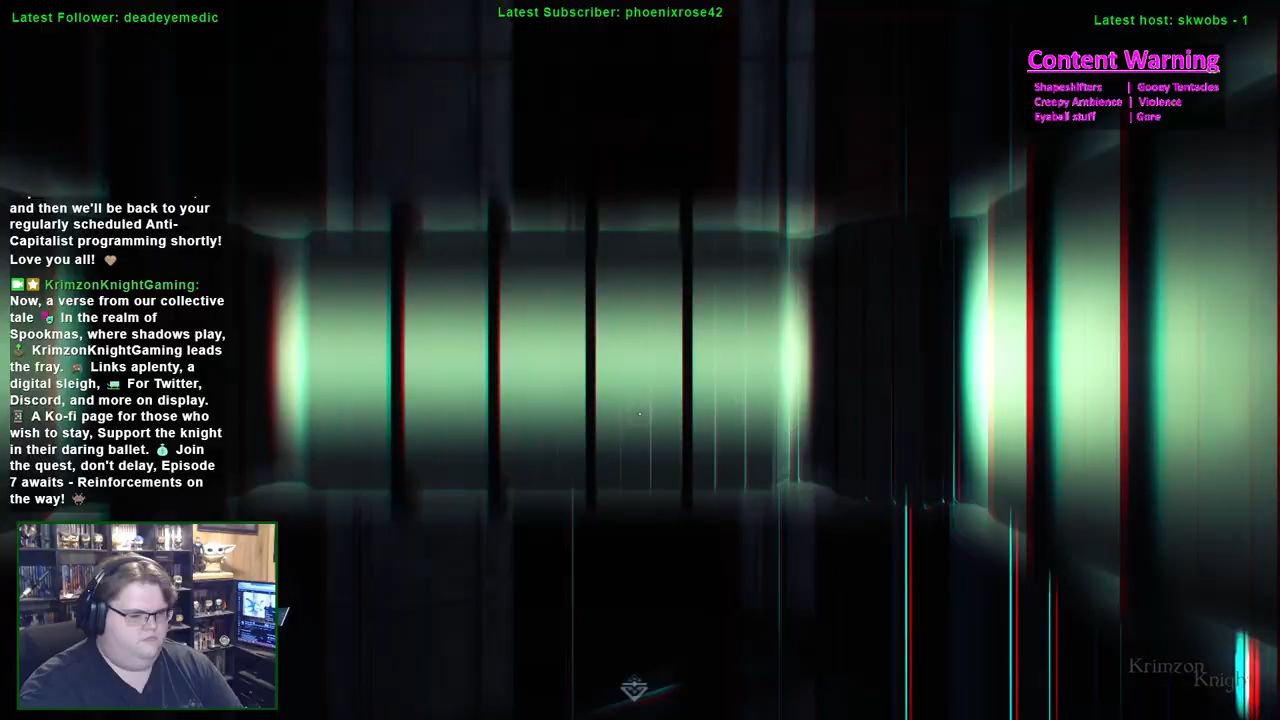 Latest Follower: deadeyemedic
Latest Subscriber: phoenixrose42
Latest host: skwobs - 1
Content Warning
Shapeshifters | Gooey Tentacles
Creepy Ambience | Violence
Eyeball stuff | Gore
and then we'll be back to your
regularly scheduled Anti-
Capitalist programming shortly!
Love you all!
KrimzonKnightGaming:
Now, a verse from our collective
tale In the realm of
Spookmas, where shadows play,
KrimzonKnightGaming leads
the fray. Links aplenty, a
digital sleigh, For Twitter,
Discord, and more on display.
A Ko-fi page for those who
wish to stay, Support the knight
in their daring ballet. Join
the quest, don't delay, Episode
7 awaits - Reinforcements on
the way!
Krimzon
Knight